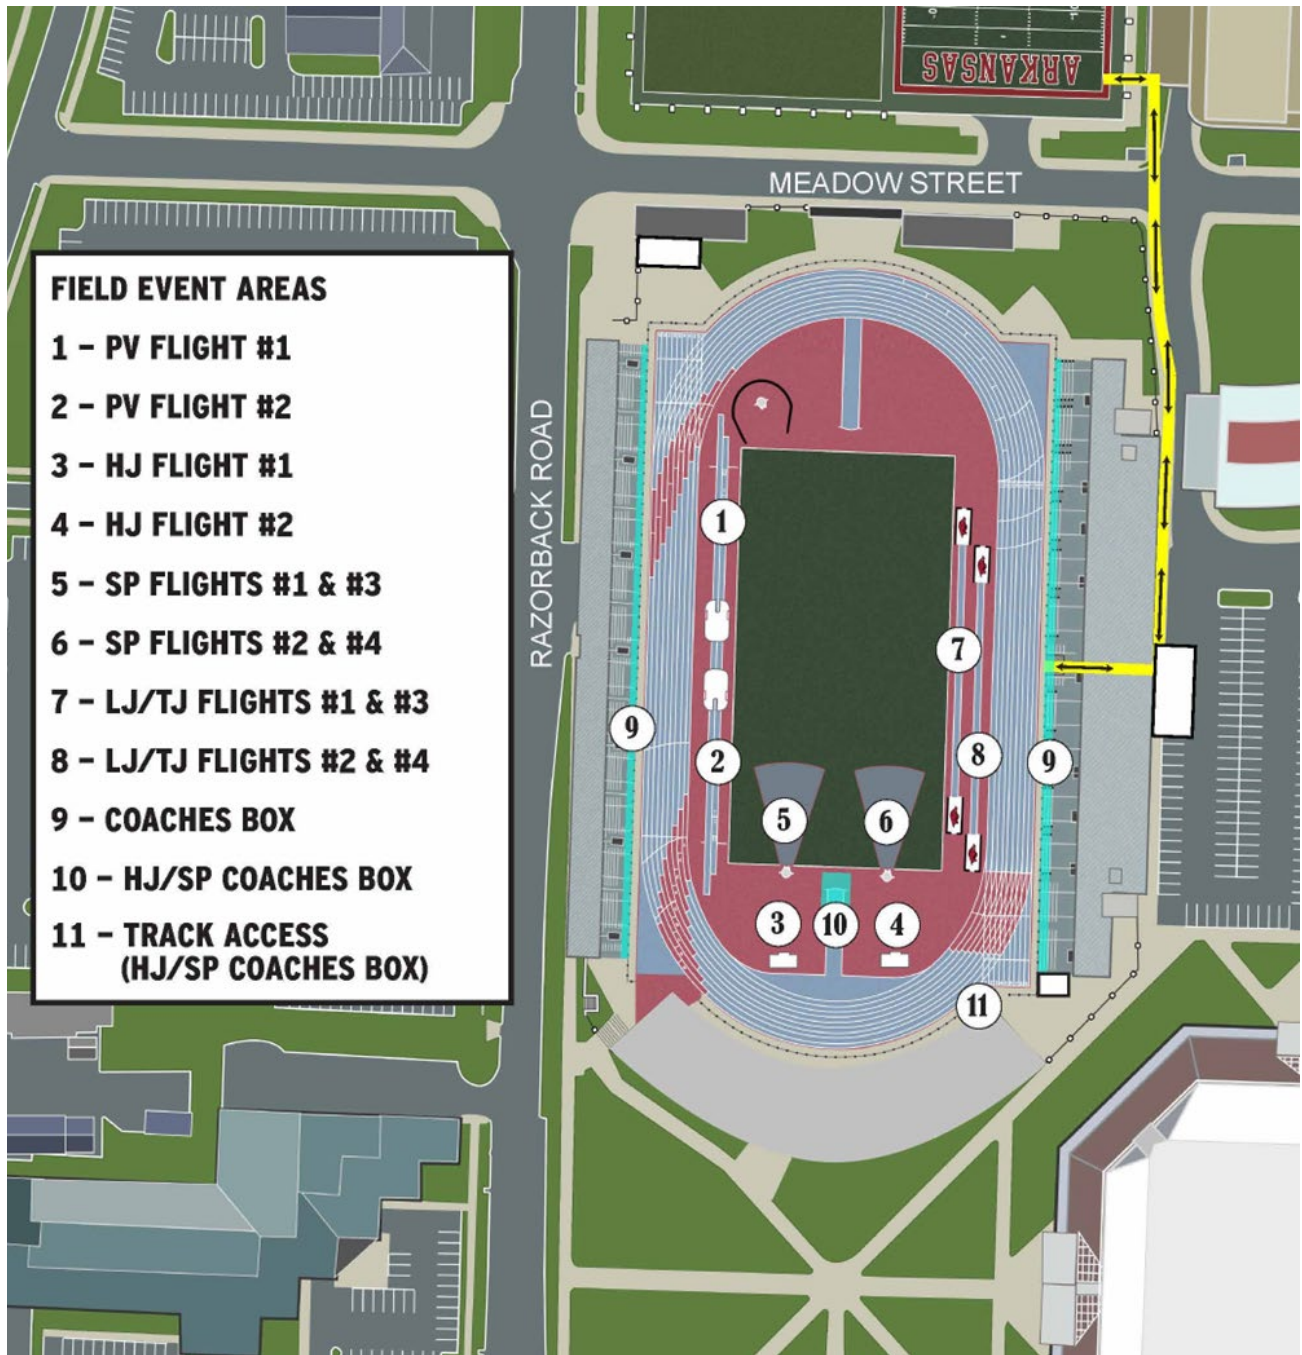 ARKANSAS
MEADOW STREET
FIELD EVENT AREAS
1 – PV FLIGHT #1
2 – PV FLIGHT #2
3 – HJ FLIGHT #1
4 – HJ FLIGHT #2
5 – SP FLIGHTS #1 & #3
6 – SP FLIGHTS #2 & #4
7 – LJ/TJ FLIGHTS #1 & #3
8 – LJ/TJ FLIGHTS #2 & #4
9 – COACHES BOX
10 – HJ/SP COACHES BOX
11 – TRACK ACCESS
(HJ/SP COACHES BOX)
RAZORBACK ROAD
1
7
9
2
8
9
5
6
3
10
4
11